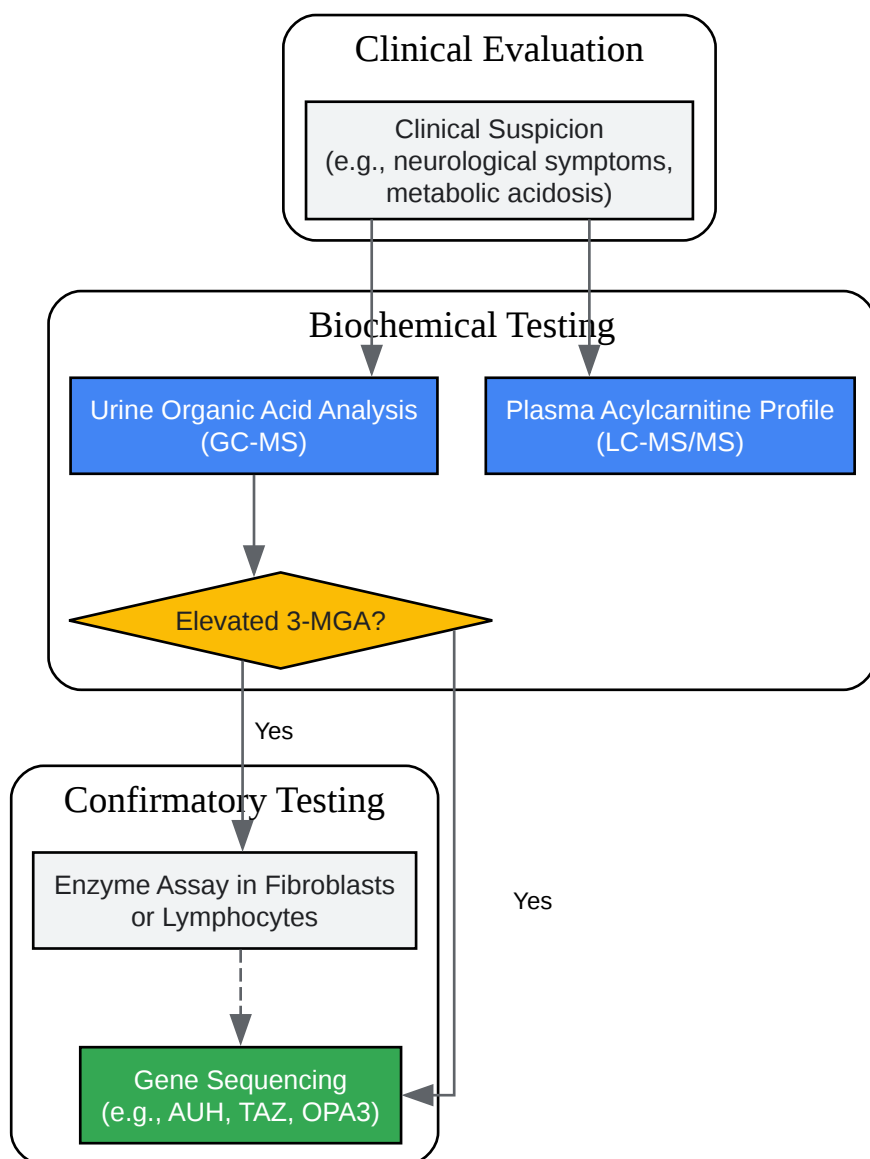 Clinical Evaluation
Clinical Suspicion
(e.g., neurological symptoms,
metabolic acidosis)
Biochemical Testing
Urine Organic Acid Analysis
(GC-MS)
Plasma Acylcarnitine Profile
(LC-MS/MS)
Elevated 3-MGA?
Yes
Confirmatory Testing
Enzyme Assay in Fibroblasts
or Lymphocytes
Yes
Gene Sequencing
(e.g., AUH, TAZ, OPA3)